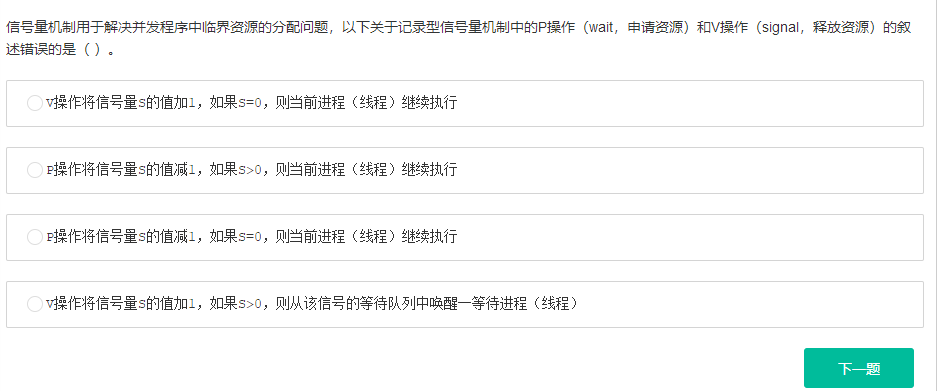 信号量机制用于解决并发程序中临界资源的分配问题，以下关于记录型信号量机制中的P操作（wait，申请资源）和V操作（signal，释放资源）的叙
述错误的是（ ）。
V操作将信号量S的值加1，如果S=0，则当前进程（线程）继续执行
P操作将信号量S的值减1，如果S>0，则当前进程（线程）继续执行
P操作将信号量S的值减1，如果S=0，则当前进程（线程）继续执行
V操作将信号量S的值加1，如果S>0，则从该信号的等待队列中唤醒一等待进程（线程）
下一题